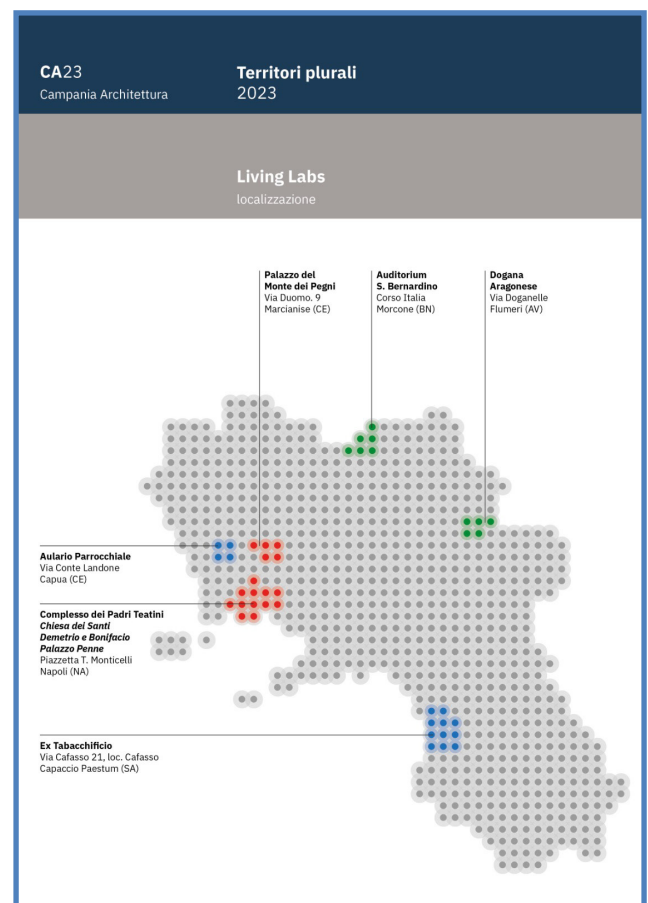 CA23
Campania Architettura
Territori plurali
2023
Living Labs
localizzazione
Palazzo del
Monte dei Pegni
Via Duomo. 9
Marcianise (CE)
Auditorium
S. Bernardino
Corso Italia
Morcone (BN)
Dogana
Aragonese
Via Doganelle
Flumeri (AV)
Aulario Parrocchiale
Via Conte Landone
Capua (CE)
Complesso dei Padri Teatini
Chiesa dei Santi
Demetrio e Bonifacio
Palazzo Penne
Piazzetta T. Monticelli
Napoli (NA)
Ex Tabacchificio
Via Cafasso 21, loc. Cafasso
Capaccio Paestum (SA)